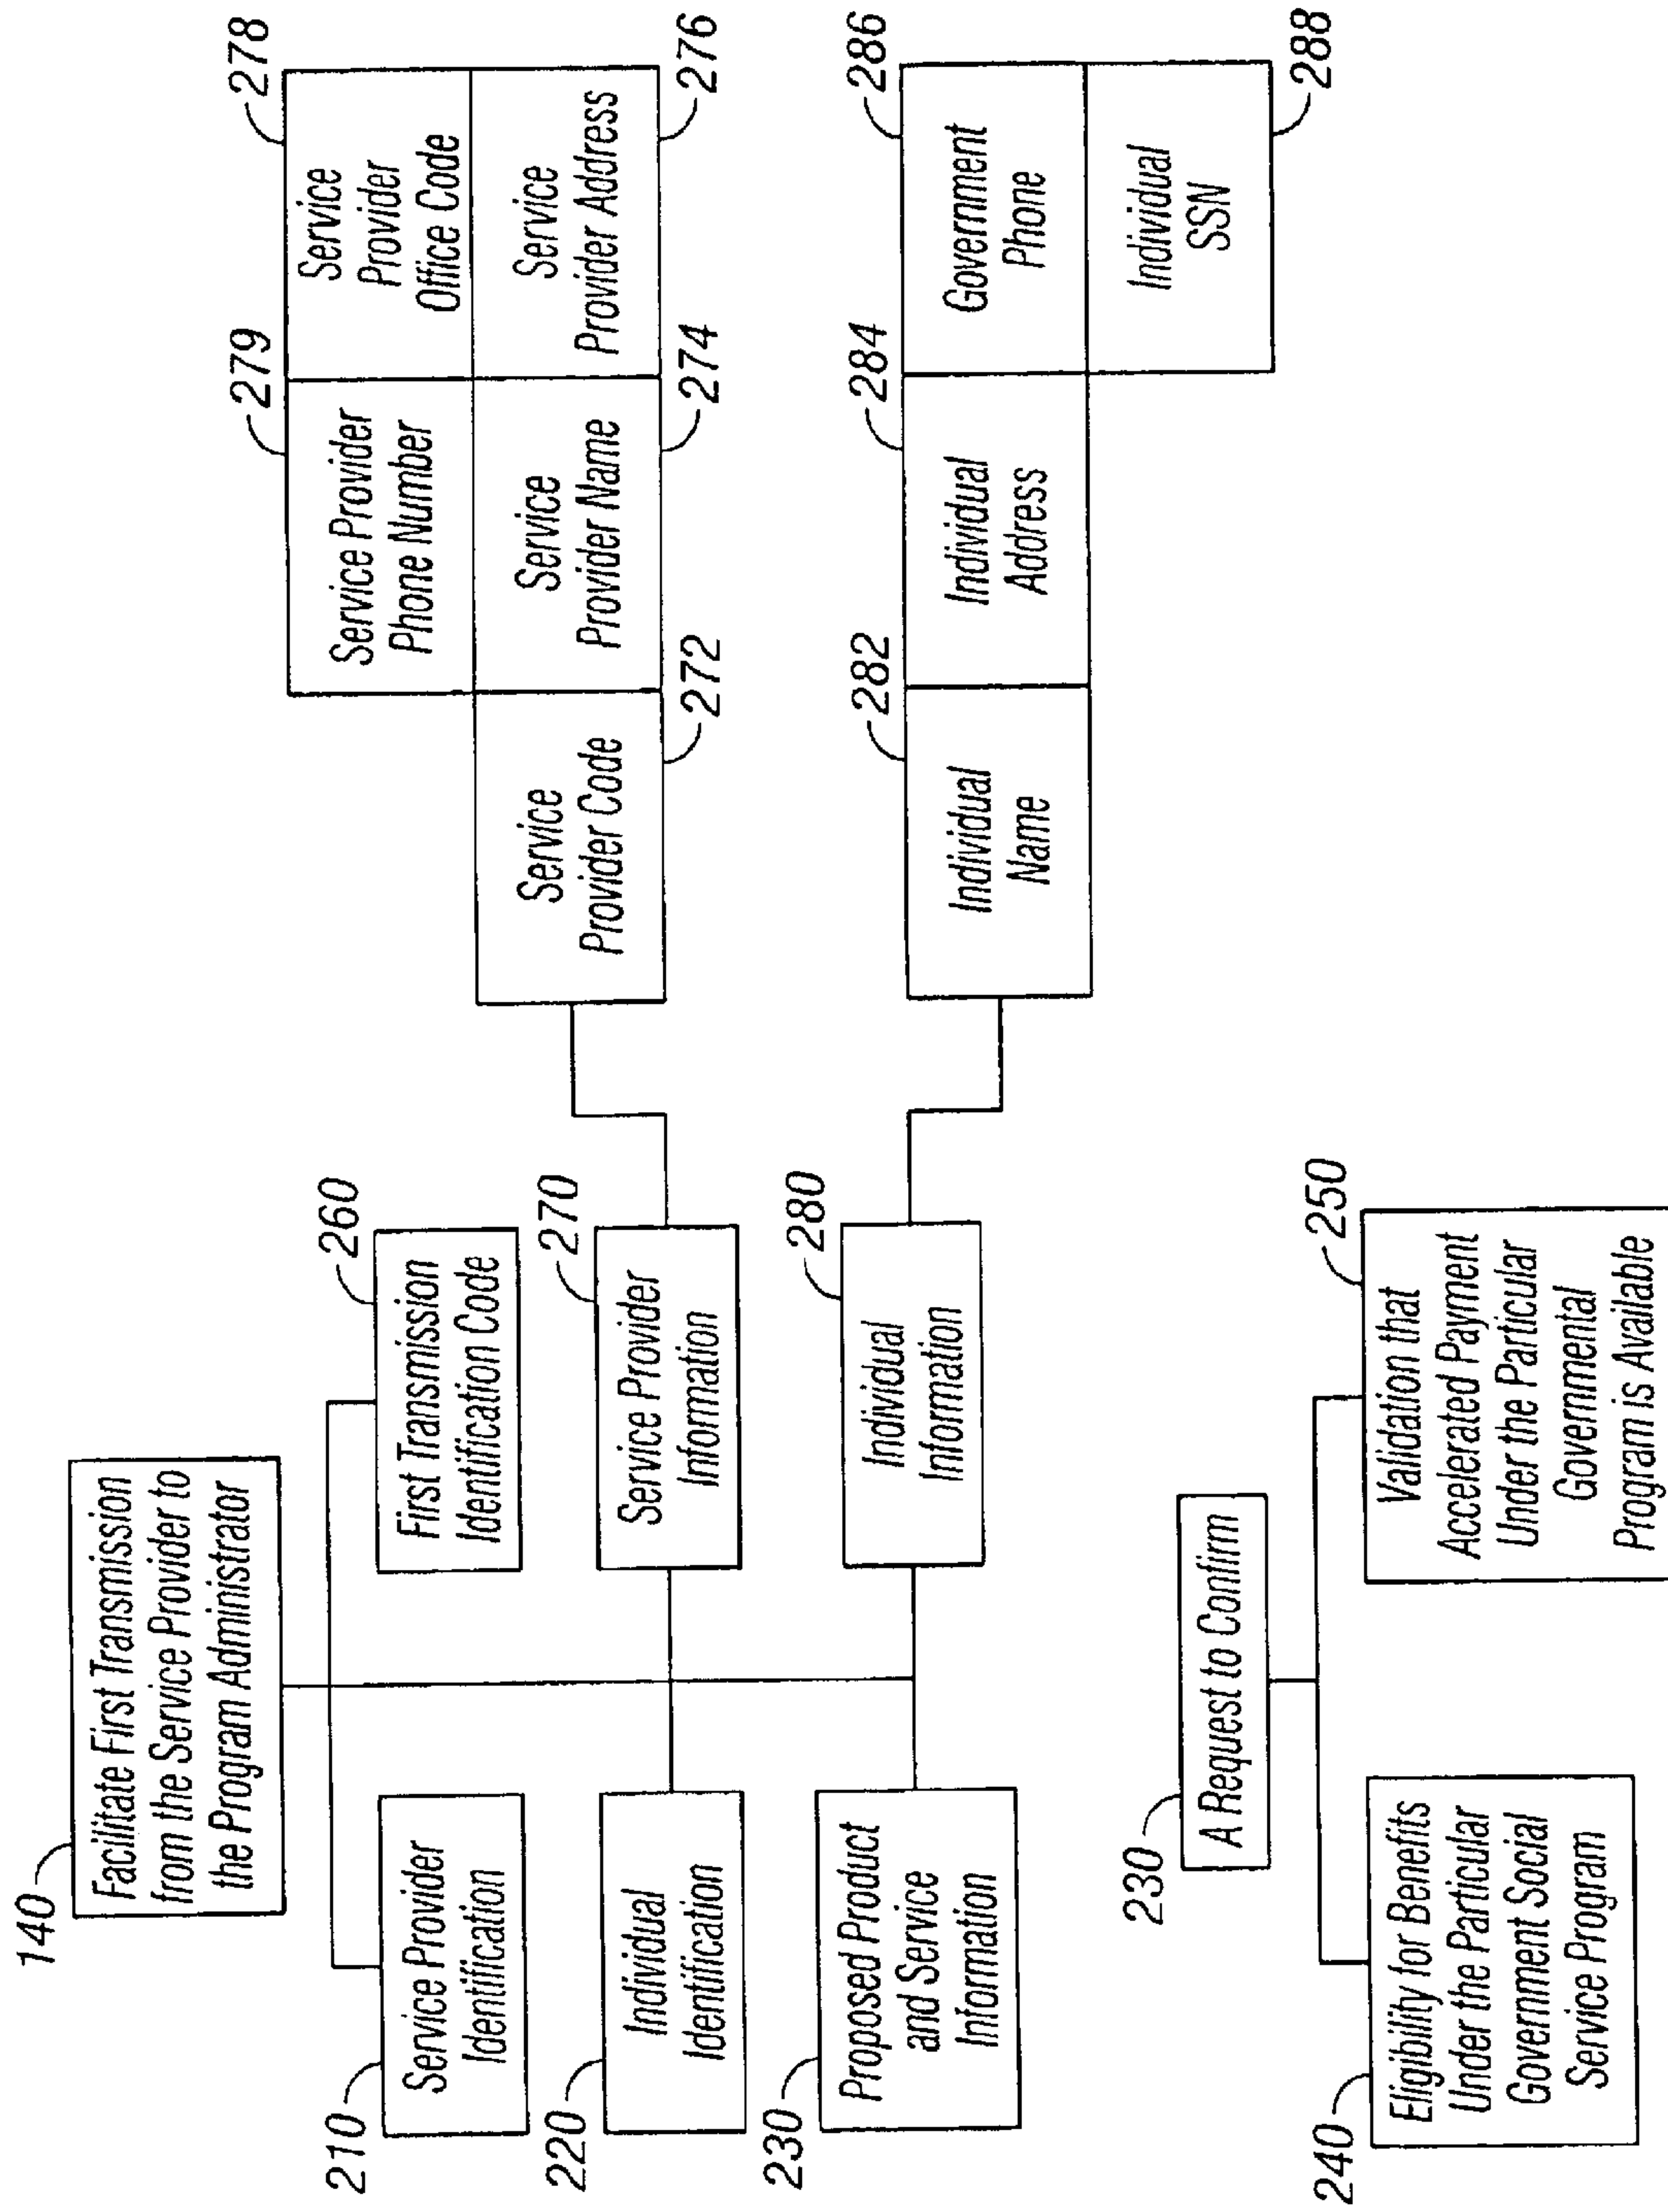 140
Facilitate First Transmission
from the Service Provider to
the Program Administrator
210
Service Provider
Identification
260
First Transmission
Identification Code
220
Individual
Identification
270
Service Provider
Information
230
Proposed Product
and Service
Information
280
Individual
Information
279
Service Provider
Phone Number
278
Service
Provider
Office Code
Service
Provider Code
272
Service
Provider Name
274
Service
Provider Address
276
282
Individual
Name
284
Individual
Address
286
Government
Phone
Individual
SSN
288
230
A Request to Confirm
240
Eligibility for Benefits
Under the Particular
Government Social
Service Program
250
Validation that
Accelerated Payment
Under the Particular
Governmental
Program is Available